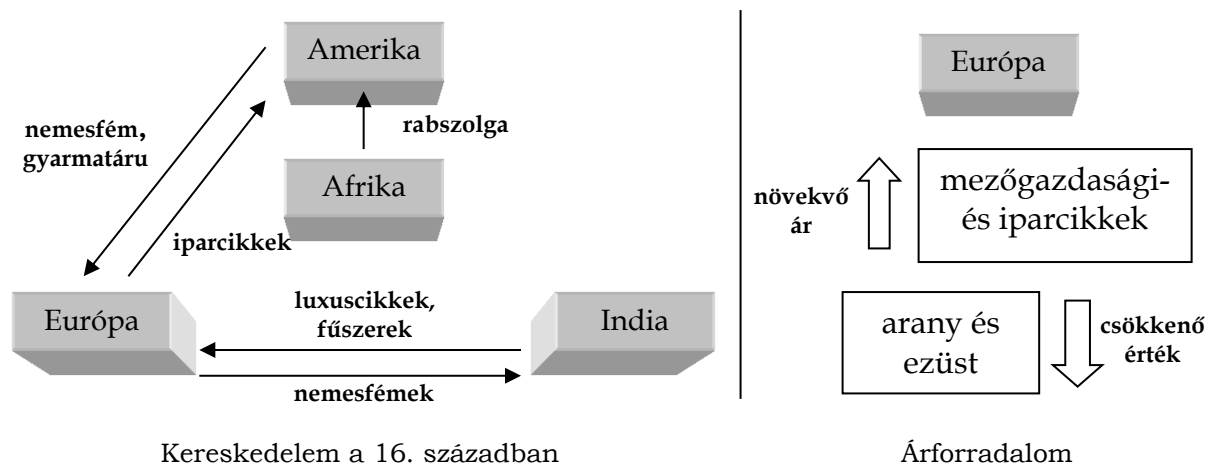 Amerika
nemesfém,
gyarmatáru
rabszolga
Afrika
iparcikkek
Európa
luxuscikkek,
fűszerek
India
nemesfémek
Kereskedelem a 16. században
Európa
növekvő
ár
mezőgazdasági-
és iparcikkek
arany és
ezüst
csökkenő
érték
Árforradalom